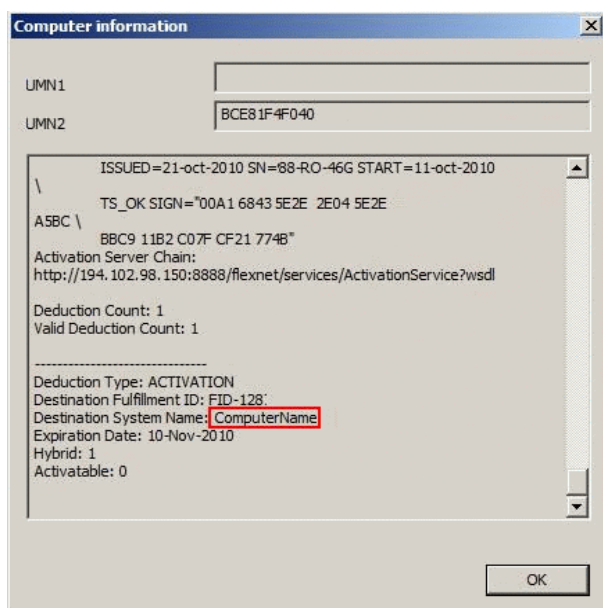 Computer information
UMN1
UMN2
BCE81F4F040
ISSUED=21-oct-2010 SN=88-RO-46G START=11-oct-2010
\
TS_OK SIGN="00A1 6843 5E2E 2E04 5E2E
A5BC \
BBC9 11B2 C07F CF21 774B"
Activation Server Chain:
http://194.102.98.150:8888/flexnet/services/ActivationService?wsdl
Deduction Count: 1
Valid Deduction Count: 1
-------------------------------
Deduction Type: ACTIVATION
Destination Fulfillment ID: FID-128
Destination System Name: ComputerName
Expiration Date: 10-Nov-2010
Hybrid: 1
Activatable: 0
OK